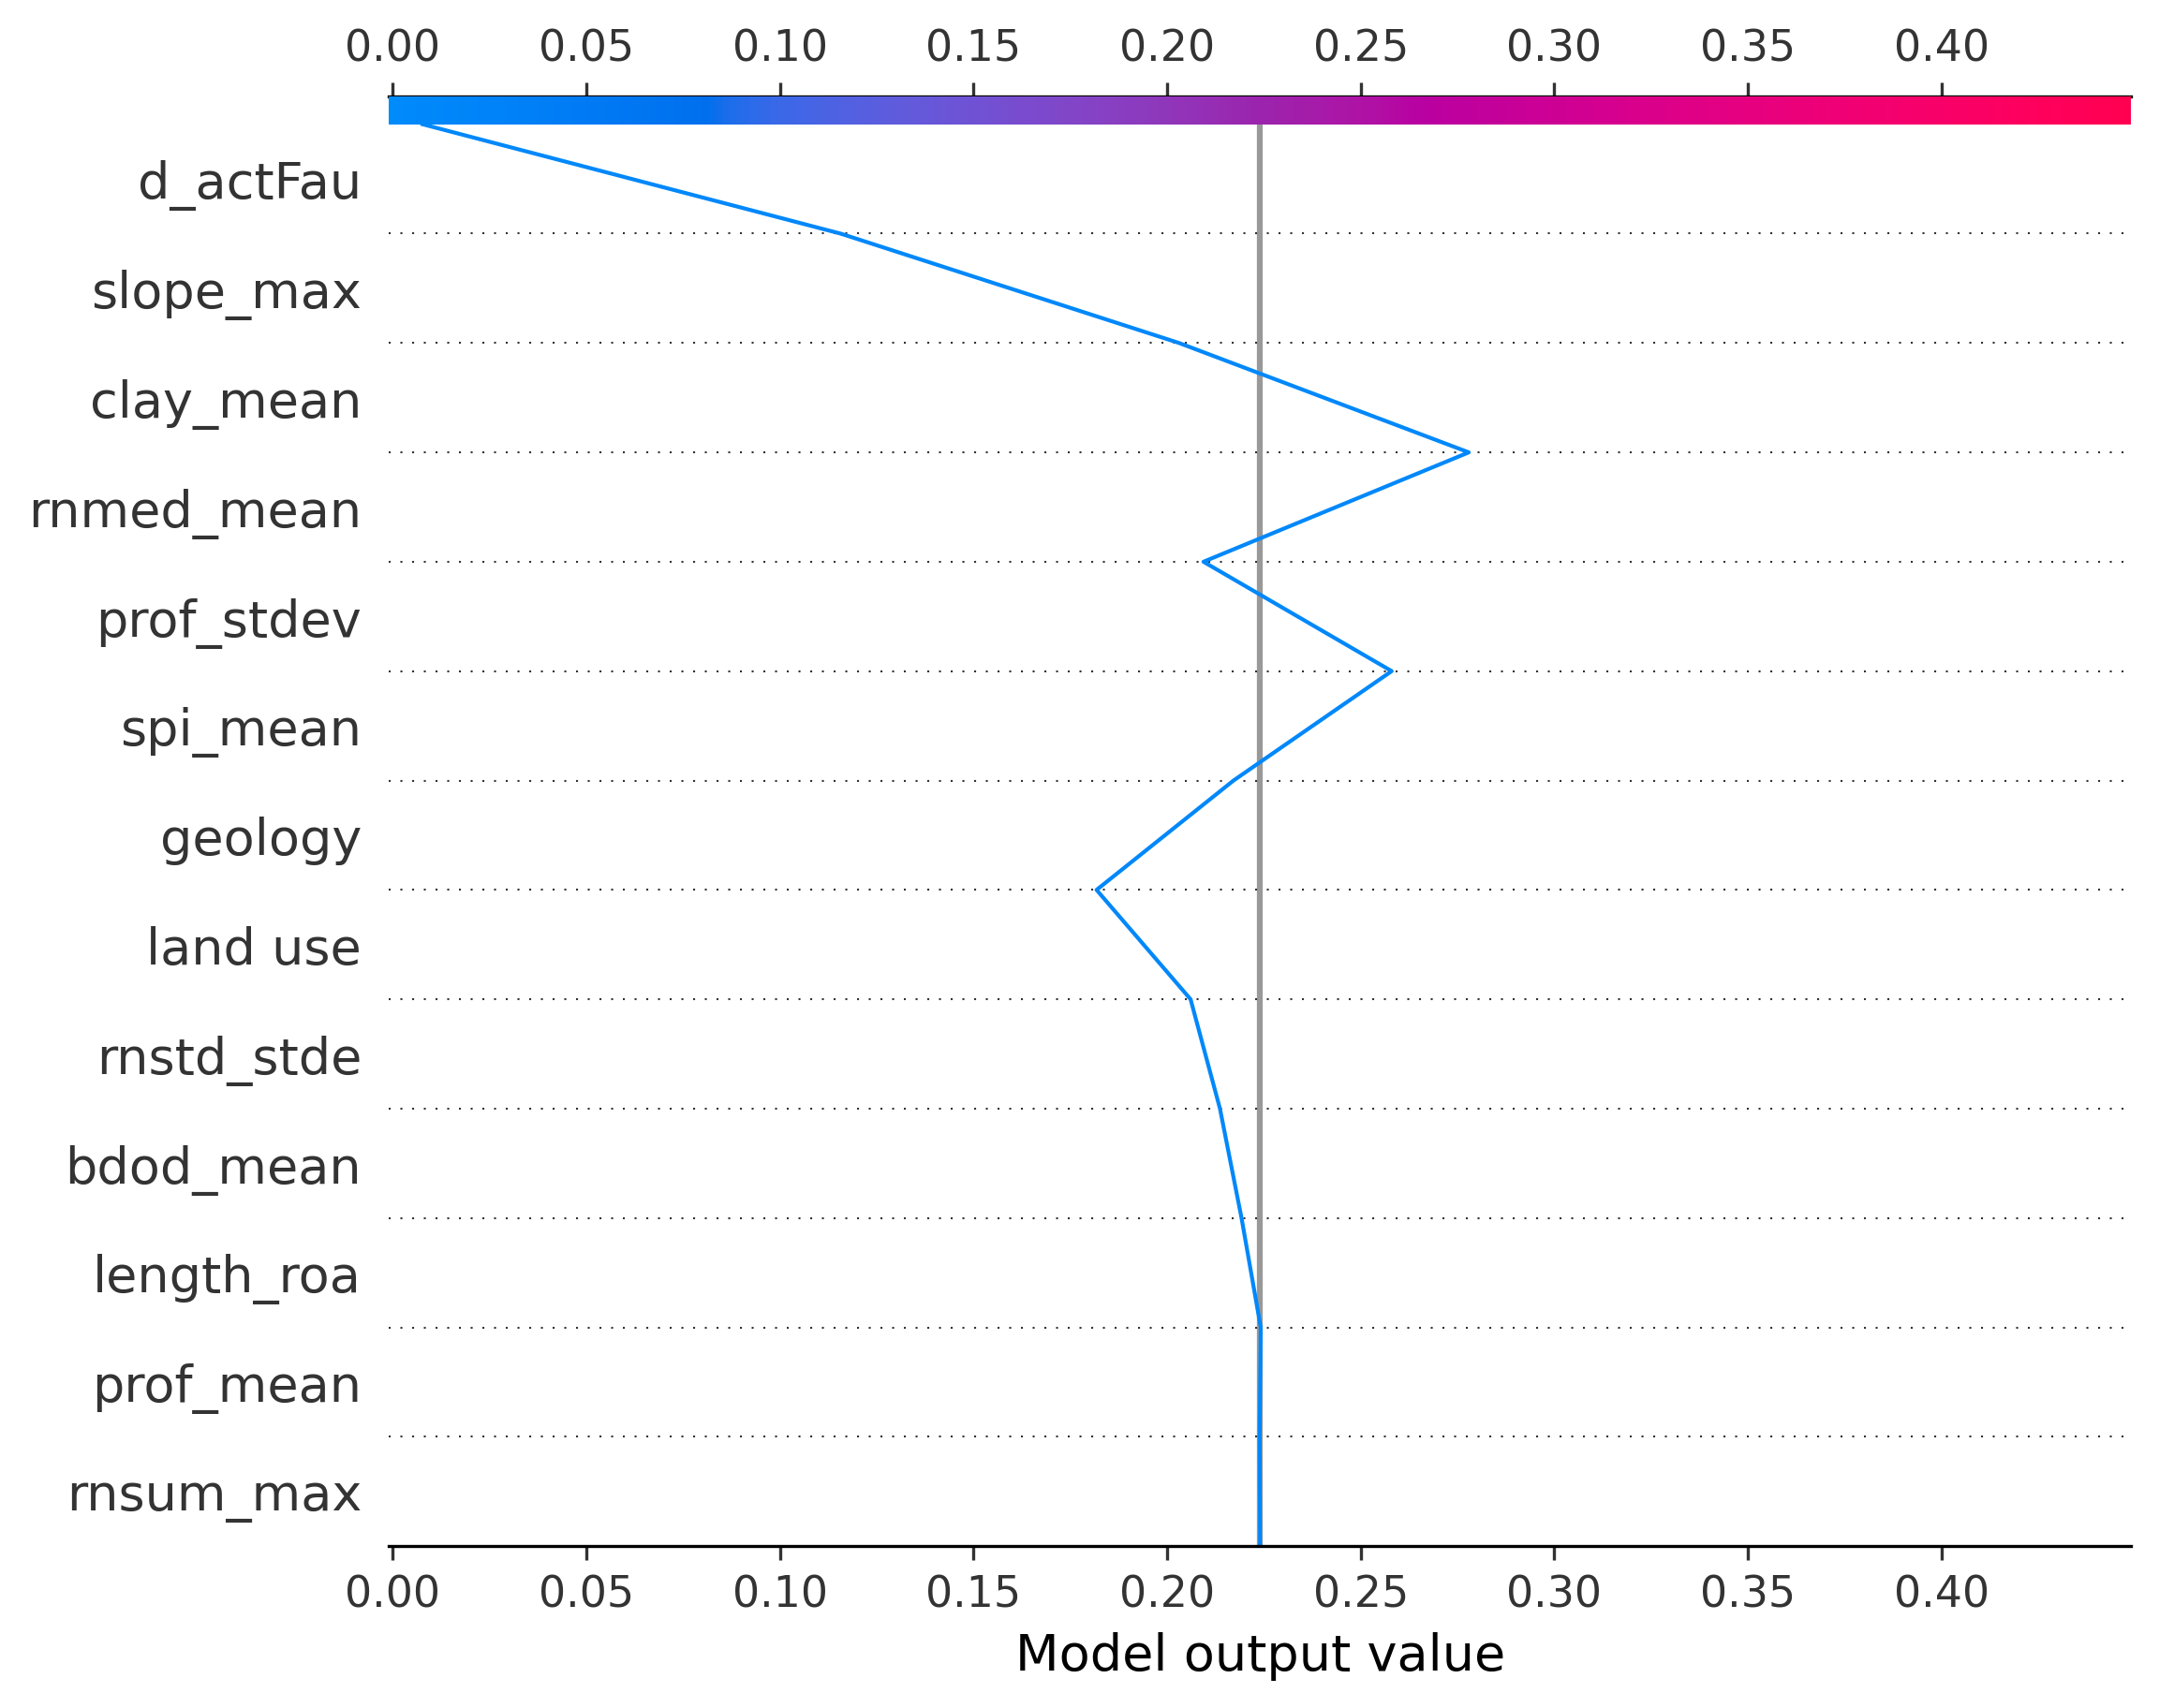 0.00 0.05 0.10 0.15 0.20 0.25 0.30 0.35 0.40
d_actFau
slope_max
clay_mean
rnmed_mean
prof_stdev
spi_mean
geology
land use
rnstd_stde
bdod_mean
length_roa
prof_mean
rnsum_max
0.00 0.05 0.10 0.15 0.20 0.25 0.30 0.35 0.40
Model output value